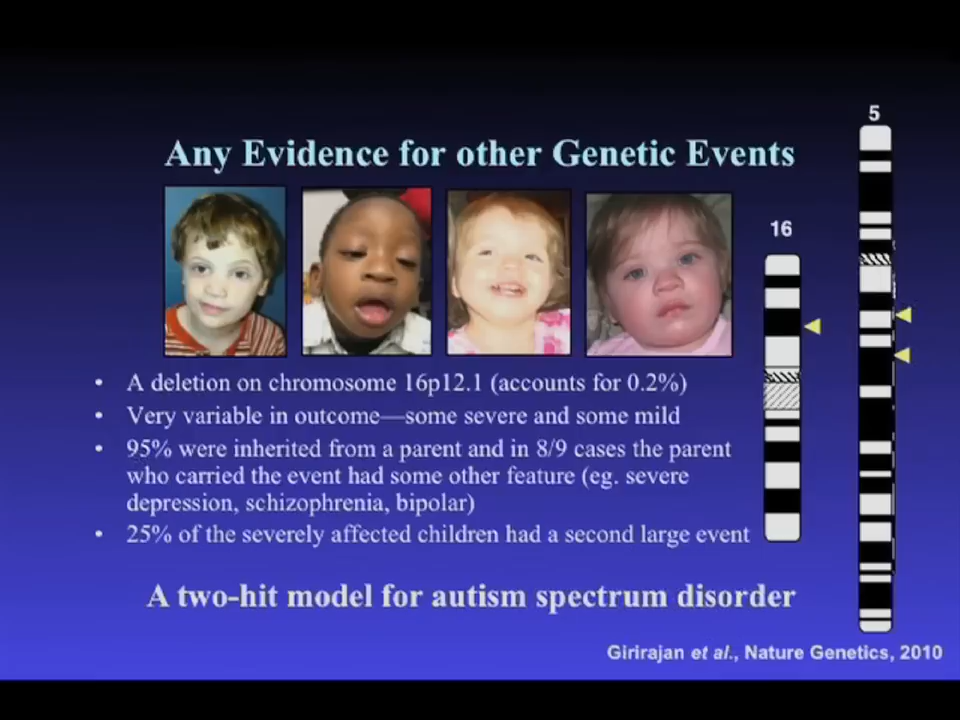 5
Any Evidence for other Genetic Events
16
• A deletion on chromosome 16p12.1 (accounts for 0.2%)
• Very variable in outcome—some severe and some mild
• 95% were inherited from a parent and in 8/9 cases the parent
who carried the event had some other feature (eg. severe
depression, schizophrenia, bipolar)
• 25% of the severely affected children had a second large event
A two-hit model for autism spectrum disorder
Girirajan et al., Nature Genetics, 2010